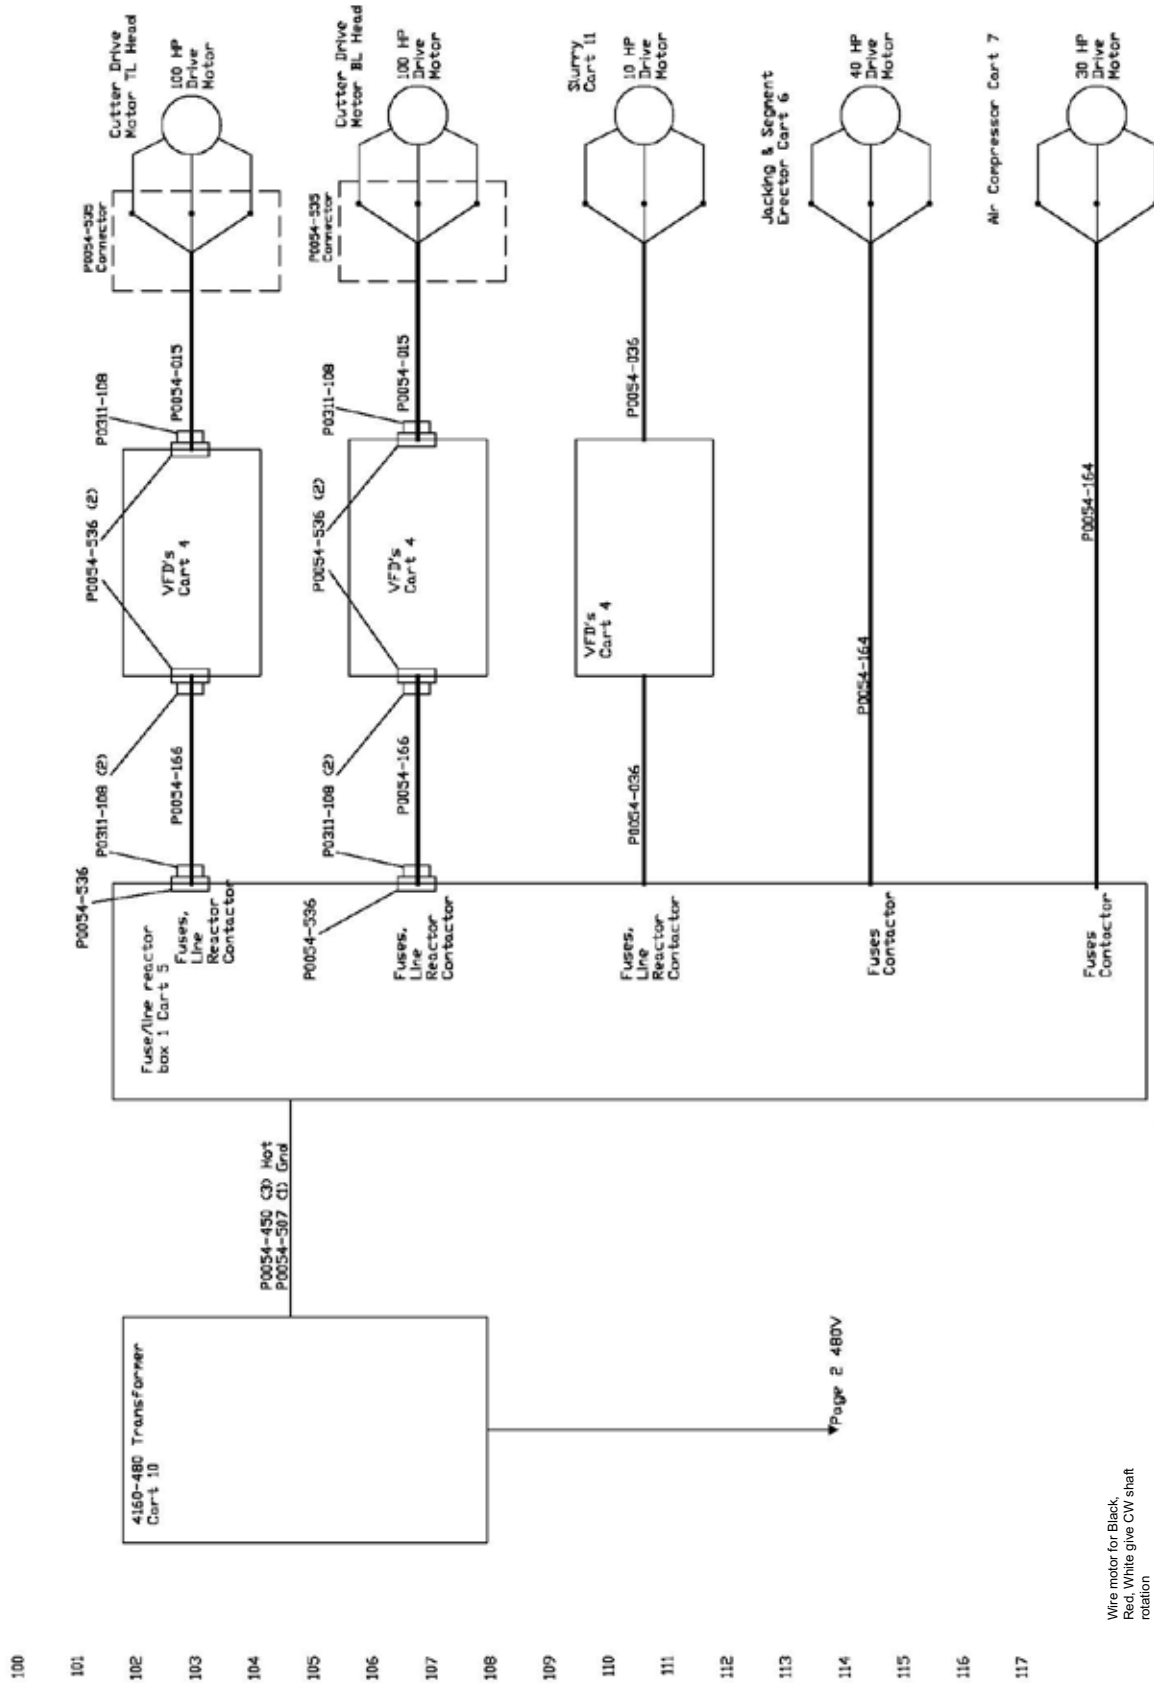 100
101
102
103
104
105
106
107
108
109
110
111
112
113
114
115
116
117
4160-480 Transformer
Cart 10
P0054-450 (3) Hot
P0054-507 (1) Gnd
Page 2 480V
Fuse/line reactor
box 1 Cart 5
P0054-536
P0311-108
P0311-108 (2)
P0054-536 (2)
P0311-108
Fuses,
Line
Reactor
Contactor
P0054-166
VFD's
Cart 4
P0054-015
P0054-535
Connector
Cutter Drive
Motor TL Head
100 HP
Drive
Motor
P0054-536
P0311-108
P0311-108 (2)
P0054-536 (2)
P0311-108
Fuses,
Line
Reactor
Contactor
P0054-166
VFD's
Cart 4
P0054-015
P0054-535
Connector
Cutter Drive
Motor BL Head
100 HP
Drive
Motor
Fuses,
Line
Reactor
Contactor
P0054-036
VFD's
Cart 4
P0054-036
Slurry
Cart 11
10 HP
Drive
Motor
Fuses
Contactor
P0054-164
Jacking & Segment
Erector Cart 6
40 HP
Drive
Motor
Fuses
Contactor
P0054-164
Air Compressor Cart 7
30 HP
Drive
Motor
Wire motor for Black,
Red, White give CW shaft
rotation